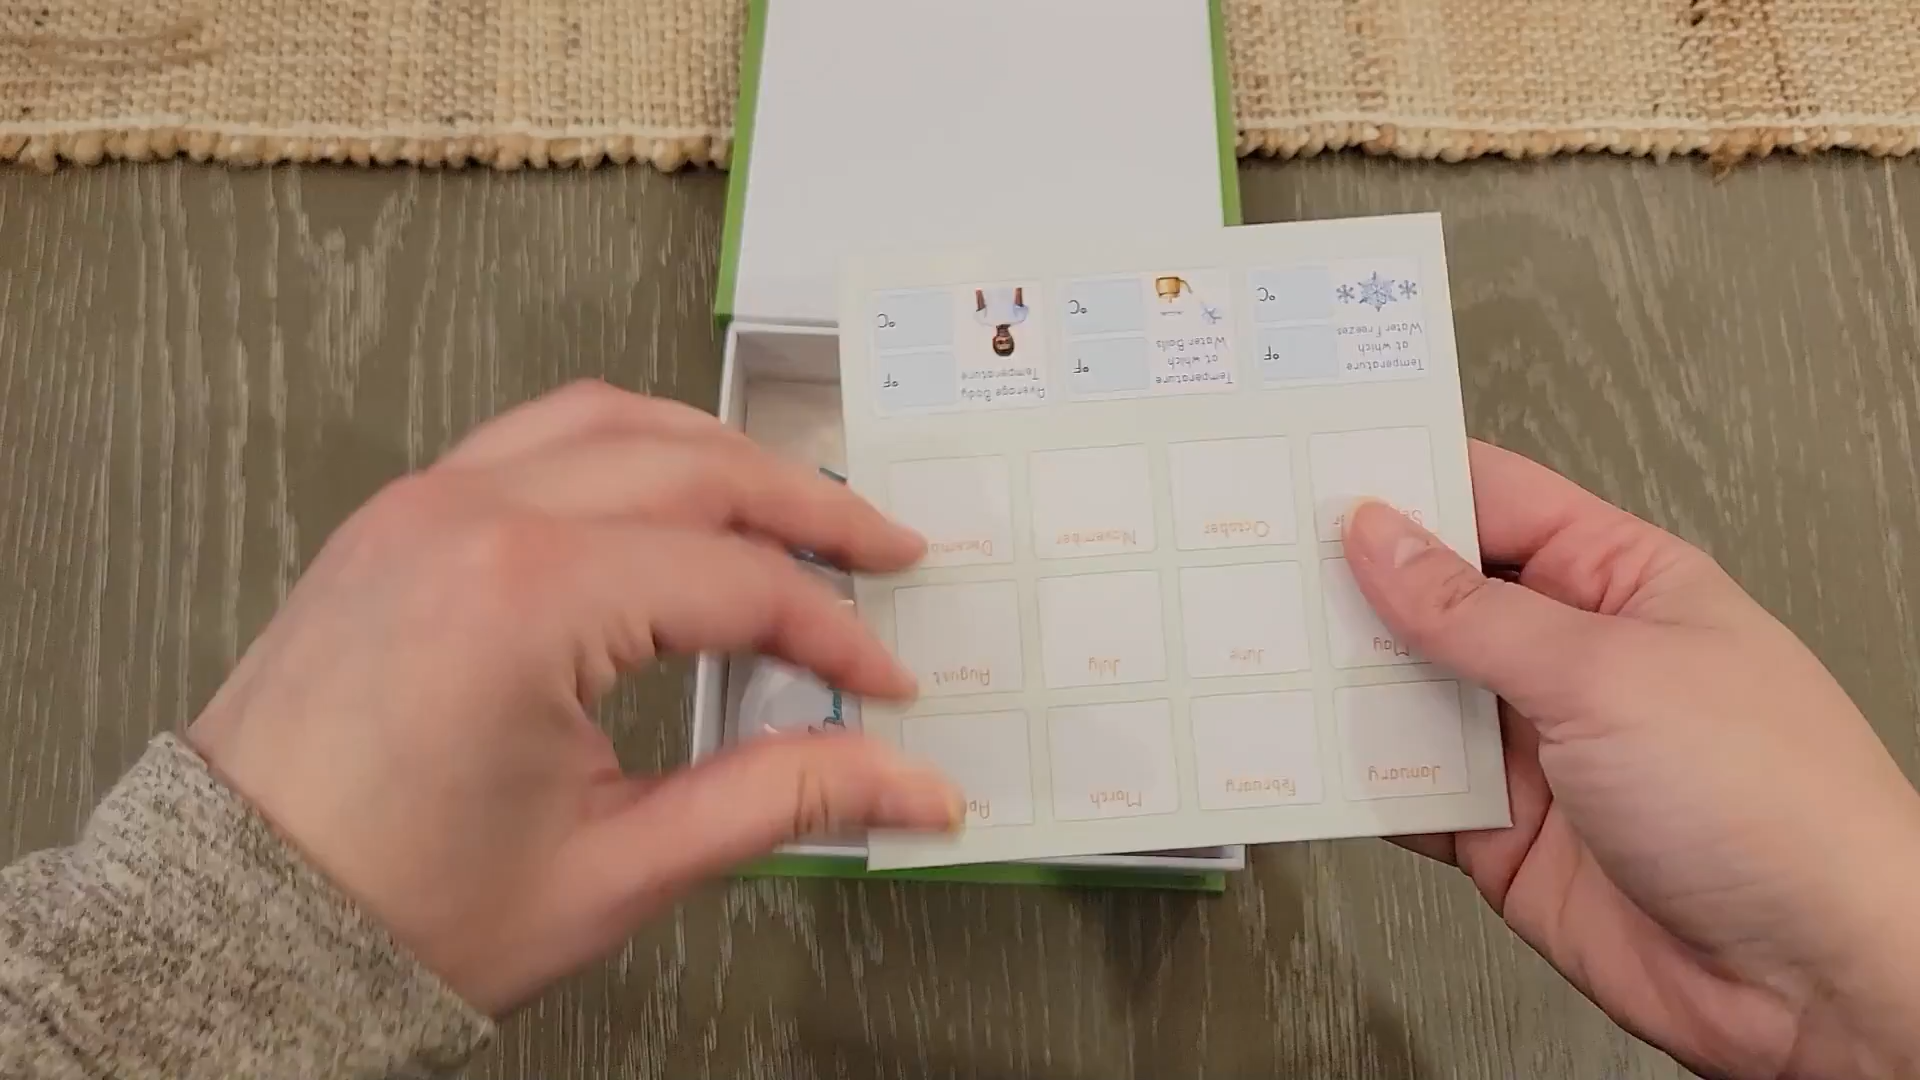 January
February
March
May
June
July
August
October
November
Temperature
at which
Water Freezes
°F
°C
Temperature
at which
Water Boils
°F
°C
Average Body
Temperature
°F
°C